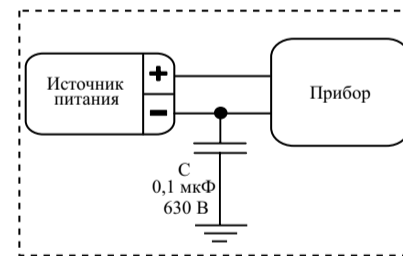 Источник
питания
+
−
Прибор
С
0,1 мкФ
630 В